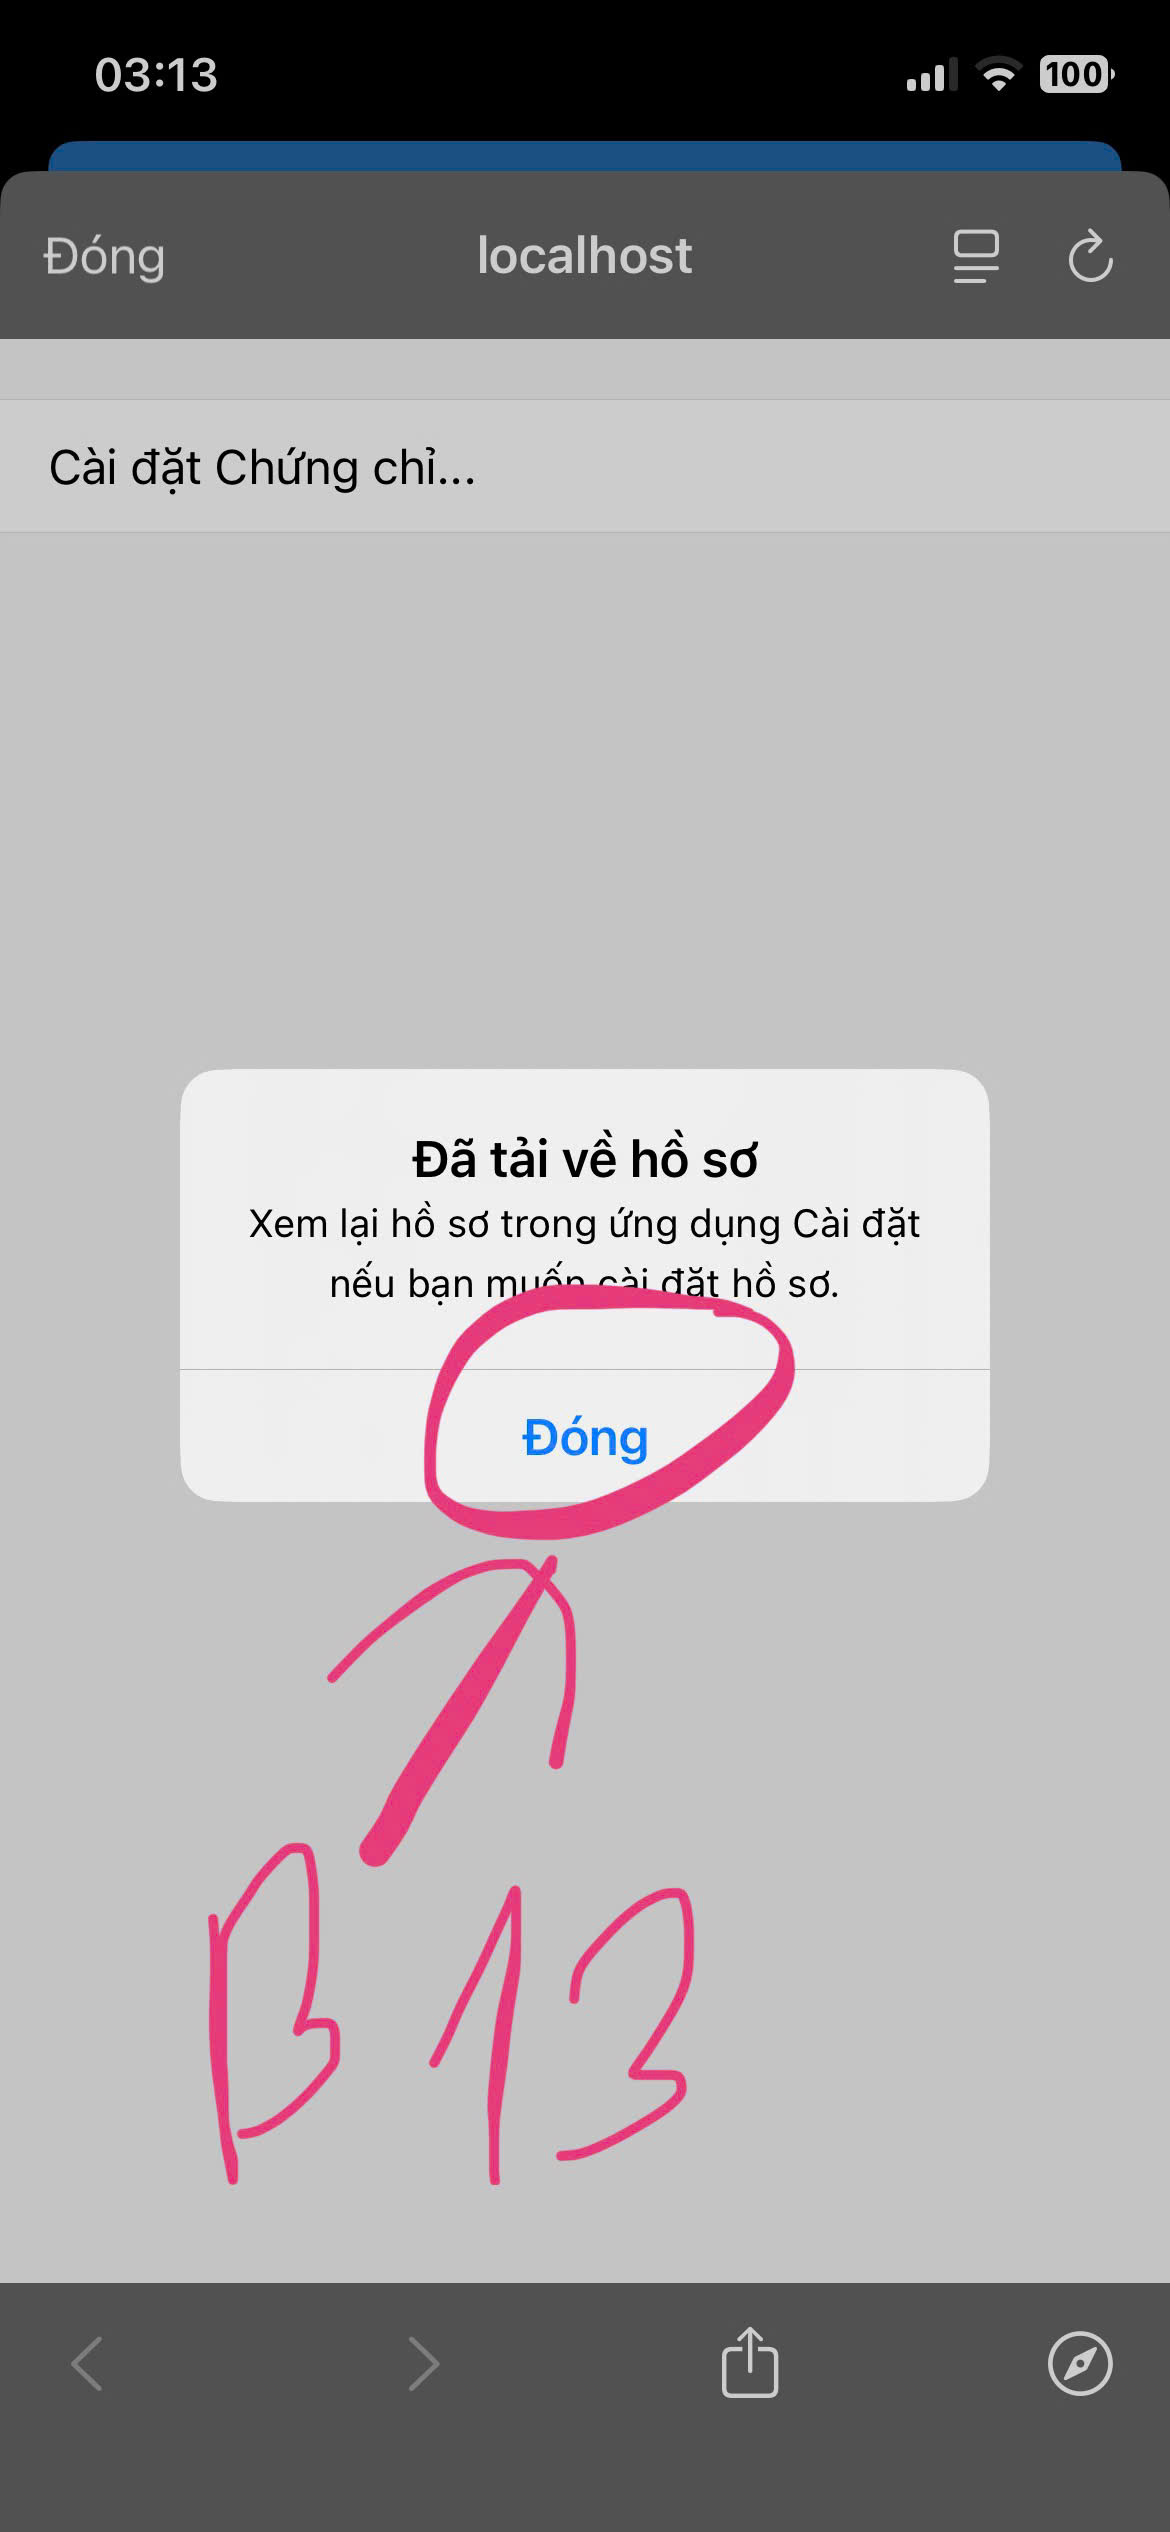 03:13
100
Đóng
localhost
Cài đặt Chứng chỉ...
Đã tải về hồ sơ
Xem lại hồ sơ trong ứng dụng Cài đặt
nếu bạn muốn cài đặt hồ sơ.
Đóng
B 13